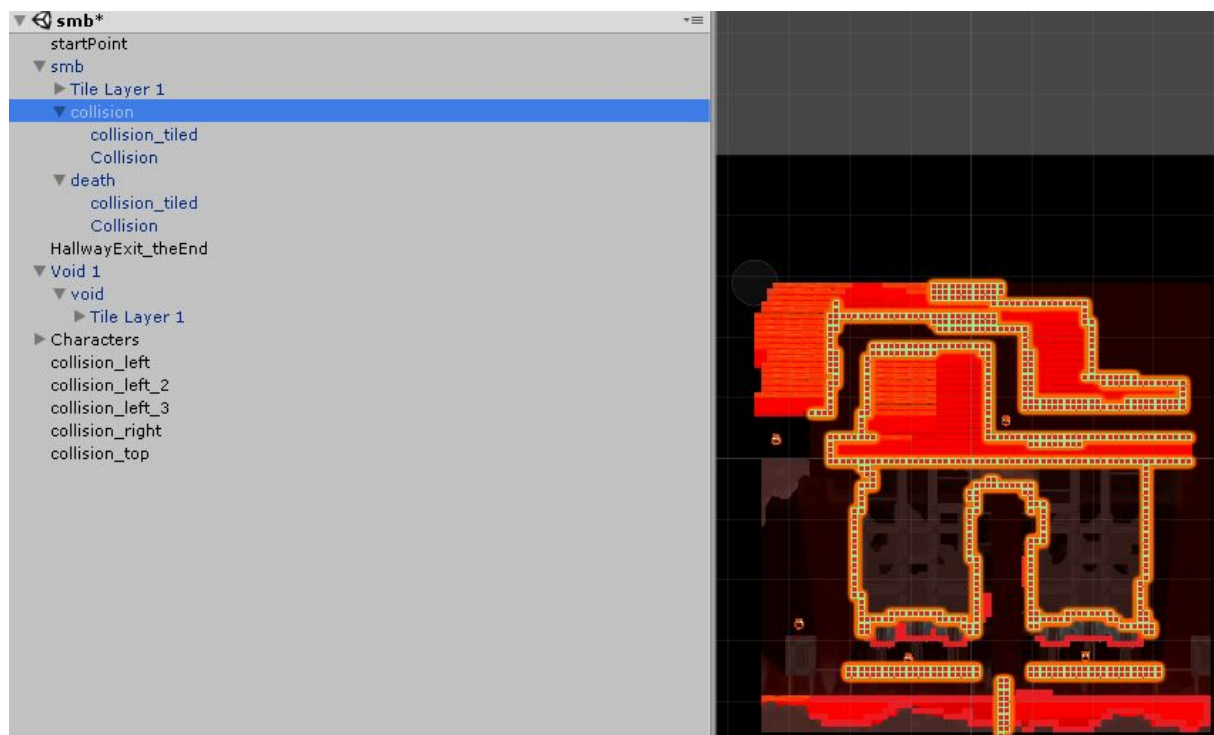 smb*
startPoint
smb
Tile Layer 1
collision
collision_tiled
Collision
death
collision_tiled
Collision
HallwayExit_theEnd
Void 1
void
Tile Layer 1
Characters
collision_left
collision_left_2
collision_left_3
collision_right
collision_top